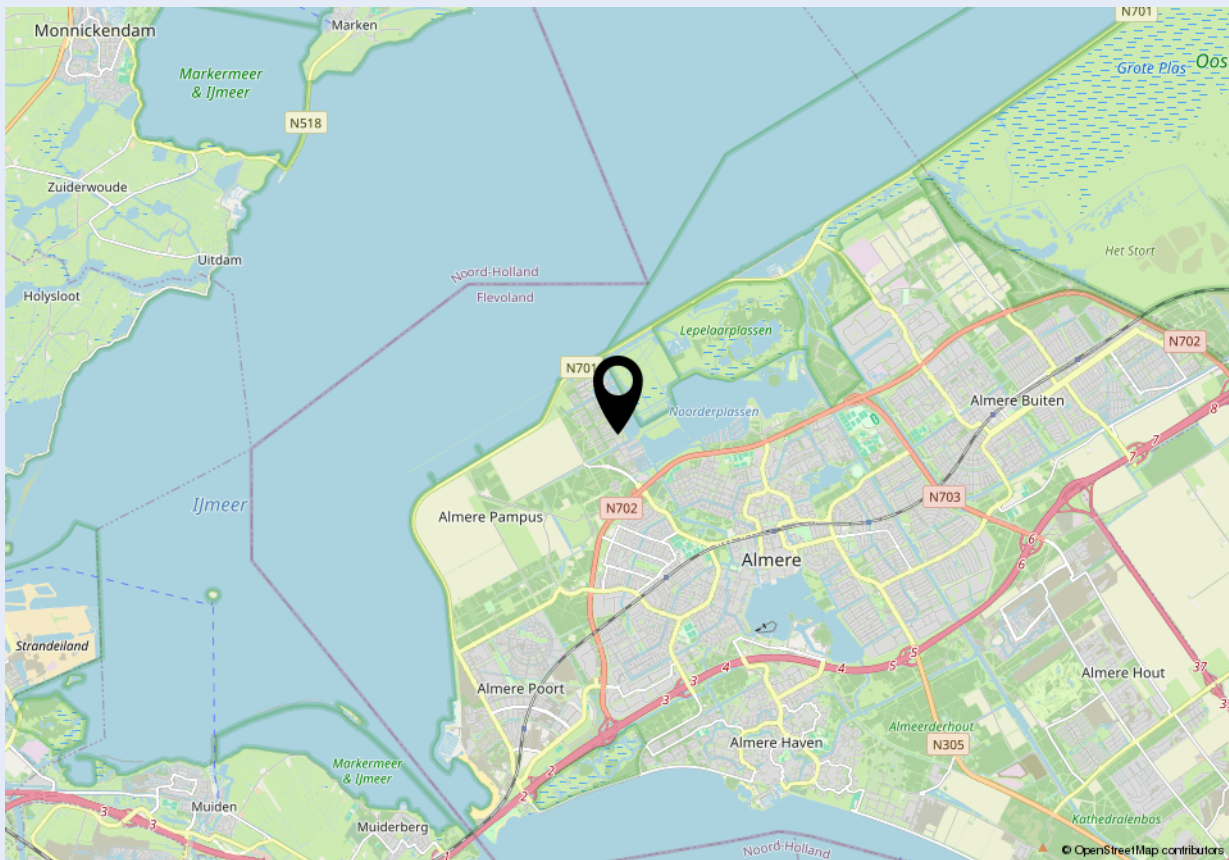 N701
Monnickendam
Marken
Grote Plas
Oos
Markermeer
& IJmeer
N518
Zuiderwoude
Uitdam
Het Stort
Holysloot
Noord-Holland
Flevoland
Lepelaarplassen
N702
N701
Noorderplassen
Almere Buiten
8
7
7
IJmeer
N702
N703
Almere Pampus
6
6
Almere
Strandeiland
5
5
4
4
3
3
37
3
Almere Hout
Almere Poort
Almeerderhout
Almere Haven
N305
Markermeer
& IJmeer
2
2
Muiden
3
3
Muiderberg
Kathedralenbos
1
Noord-Holland
© OpenStreetMap contributors